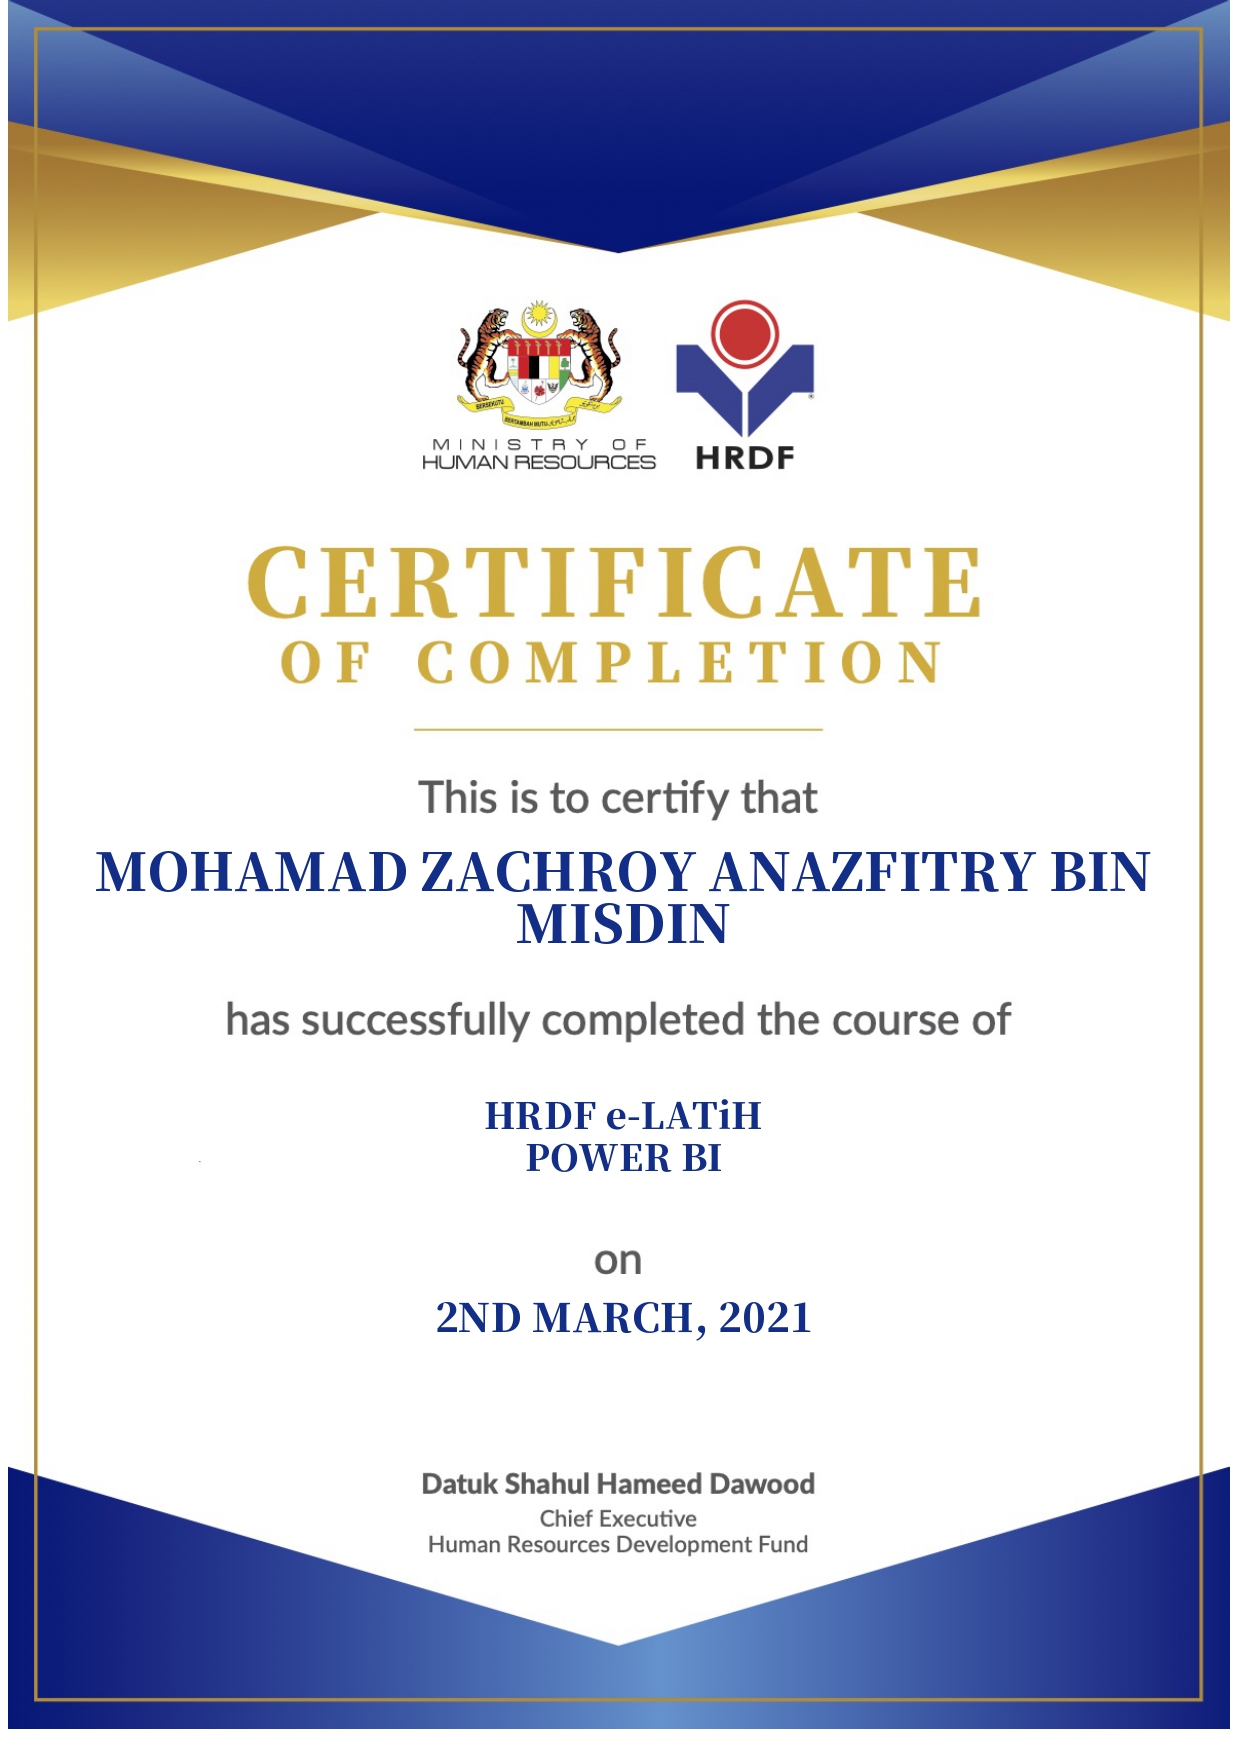 BERSEKUTU
BERTAMBAH MUTU
MINISTRY OF
HUMAN RESOURCES
HRDF
CERTIFICATE
OF COMPLETION
This is to certify that
MOHAMAD ZACHROY ANAZFITRY BIN
MISDIN
has successfully completed the course of
HRDF e-LATiH
POWER BI
on
2ND MARCH, 2021
Datuk Shahul Hameed Dawood
Chief Executive
Human Resources Development Fund